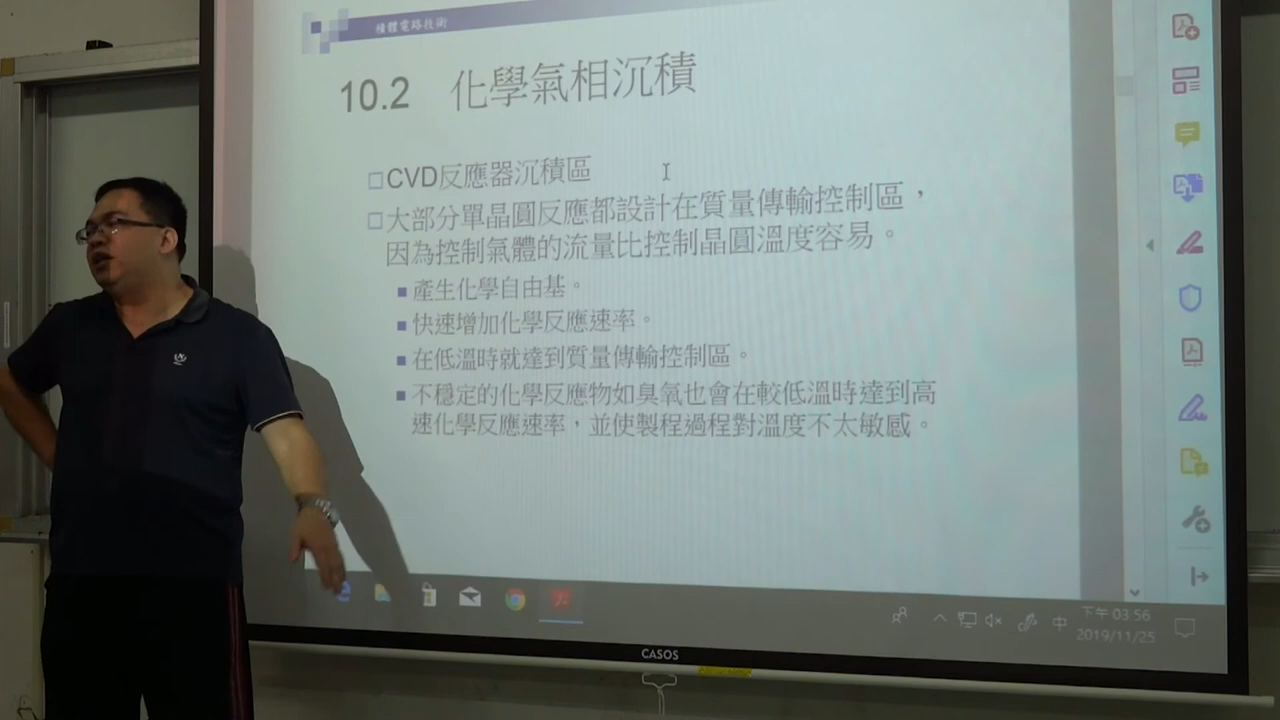 積體電路技術
10.2 化學氣相沉積
CVD反應器沉積區
大部分單晶圓反應都設計在質量傳輸控制區，
因為控制氣體的流量比控制晶圓溫度容易。
產生化學自由基。
快速增加化學反應速率。
在低溫時就達到質量傳輸控制區。
不穩定的化學反應物如臭氧也會在較低溫時達到高
速化學反應速率，並使製程過程對溫度不太敏感。
中
下午 03:56
2019/11/25
CASOS